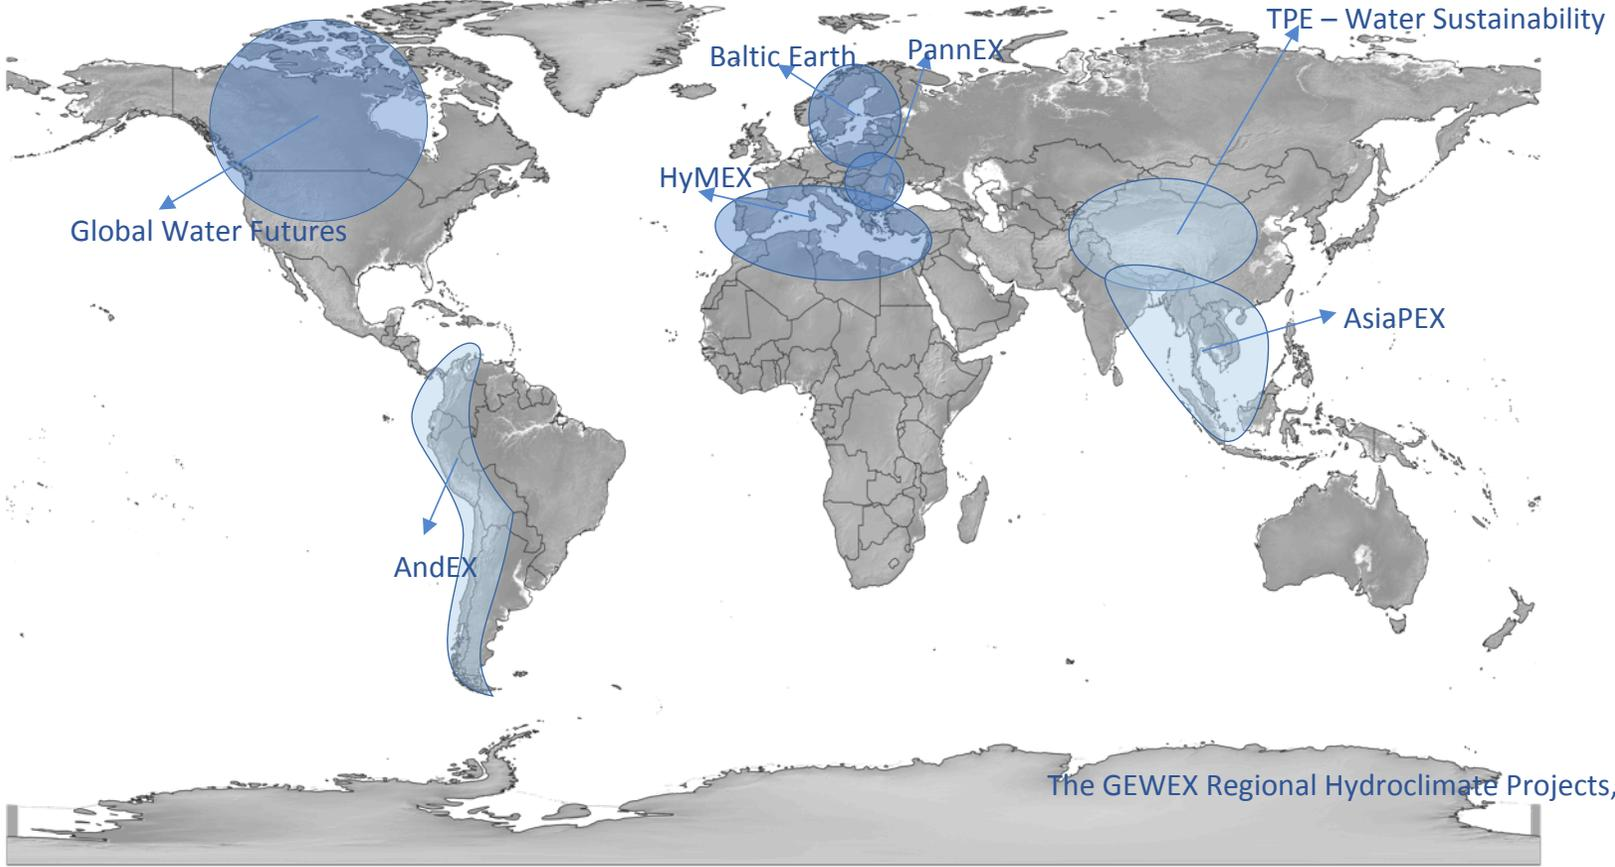 TPE – Water Sustainability
Baltic Earth
PannEX
HyMEX
Global Water Futures
AsiaPEX
AndEX
The GEWEX Regional Hydroclimate Projects,